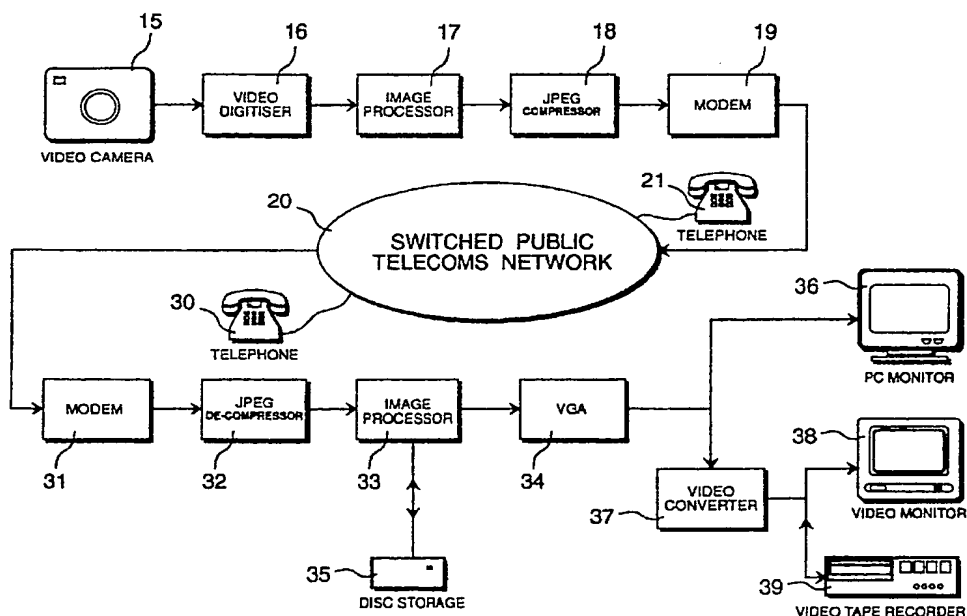 15
16
17
18
19
VIDEO
DIGITISER
IMAGE
PROCESSOR
JPEG
COMPRESSOR
MODEM
VIDEO CAMERA
20
21
SWITCHED PUBLIC
TELECOMS NETWORK
TELEPHONE
30
TELEPHONE
36
PC MONITOR
MODEM
JPEG
DE-COMPRESSOR
IMAGE
PROCESSOR
VGA
31
32
33
34
38
VIDEO
CONVERTER
37
VIDEO MONITOR
35
DISC STORAGE
39
VIDEO TAPE RECORDER